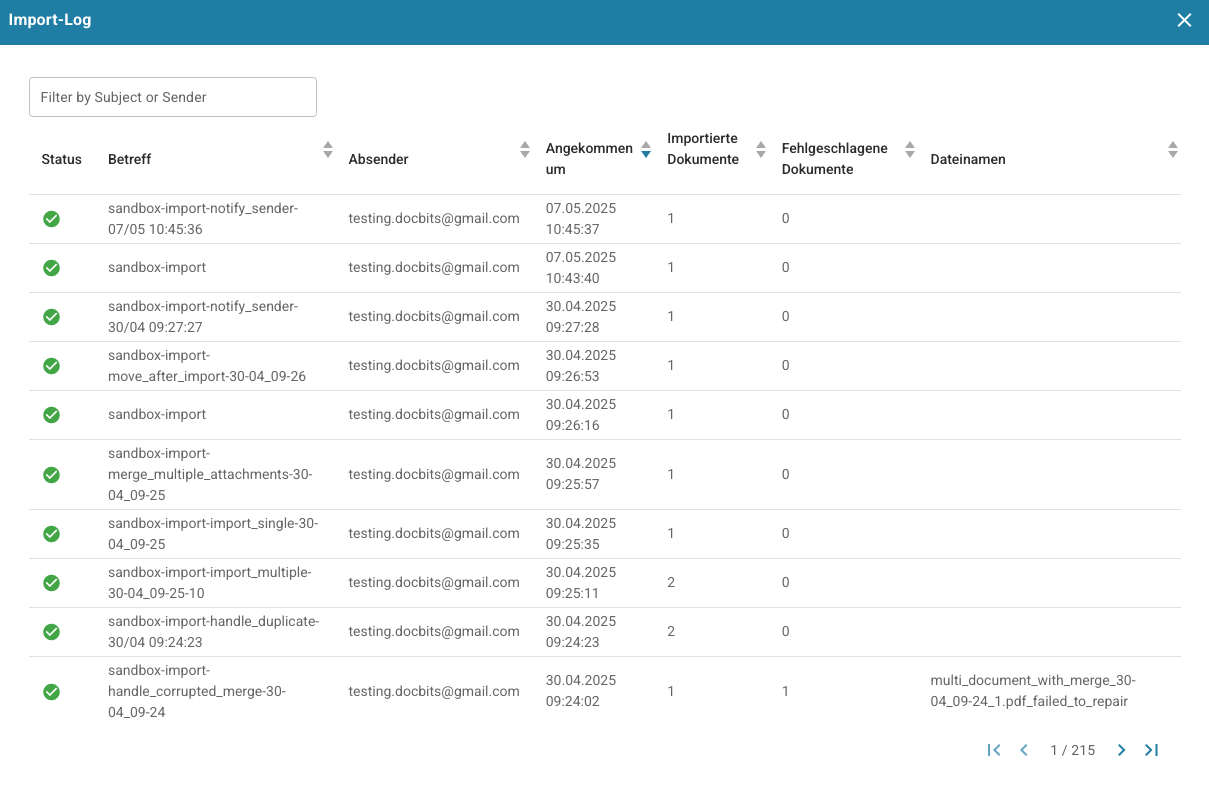 Import-Log
Filter by Subject or Sender
Status Betreff Absender Angekommen um Importierte Dokumente Fehlgeschlagene Dokumente Dateinamen
sandbox-import-notify_sender-
07/05 10:45:36
testing.docbits@gmail.com
07.05.2025
10:45:37
1
0
sandbox-import
testing.docbits@gmail.com
07.05.2025
10:43:40
1
0
sandbox-import-notify_sender-
30/04 09:27:27
testing.docbits@gmail.com
30.04.2025
09:27:28
1
0
sandbox-import-
move_after_import-30-04_09-26
testing.docbits@gmail.com
30.04.2025
09:26:53
1
0
sandbox-import
testing.docbits@gmail.com
30.04.2025
09:26:16
1
0
sandbox-import-
merge_multiple_attachments-30-
04_09-25
testing.docbits@gmail.com
30.04.2025
09:25:57
1
0
sandbox-import-import_single-30-
04_09-25
testing.docbits@gmail.com
30.04.2025
09:25:35
1
0
sandbox-import-import_multiple-
30-04_09-25-10
testing.docbits@gmail.com
30.04.2025
09:25:11
2
0
sandbox-import-handle_duplicate-
30/04 09:24:23
testing.docbits@gmail.com
30.04.2025
09:24:23
2
0
sandbox-import-
handle_corrupted_merge-30-
04_09-24
testing.docbits@gmail.com
30.04.2025
09:24:02
1
1
multi_document_with_merge_30-
04_09-24_1.pdf_failed_to_repair
1 / 215